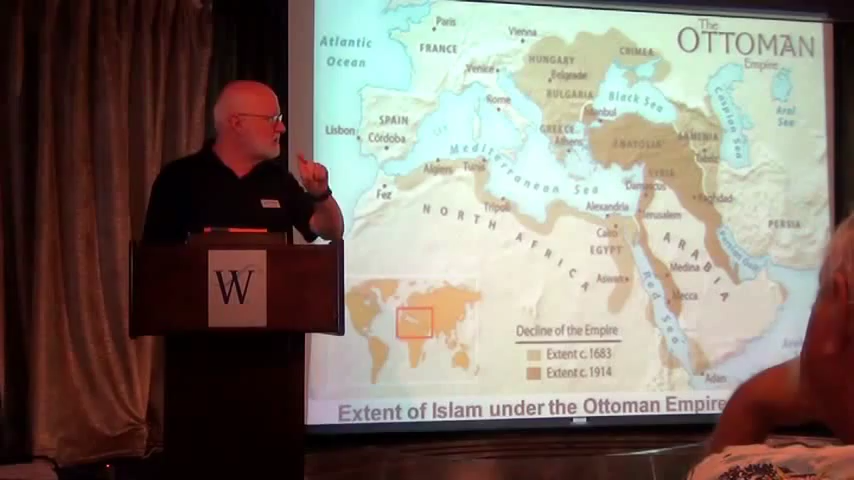 W
The
OTTOMAN
Empire
Paris
Vienna
Atlantic
Ocean
FRANCE
CRIMEA
HUNGARY
Venice
Belgrade
BULGARIA
Black Sea
Caspian Sea
Aral
Sea
Rome
SPAIN
Istanbul
Lisbon
Córdoba
GREECE
ANATOLIA
ARMENIA
Athens
Mediterranean Sea
Algiers
Tunis
SYRIA
Damascus
Baghdad
Fez
Tripoli
Alexandria
Jerusalem
PERSIA
NORTH AFRICA
Cairo
EGYPT
Persian Gulf
ARABIA
Aswan
Medina
Red Sea
Mecca
Decline of the Empire
Extent c. 1683
Extent c. 1914
Adan
Extent of Islam under the Ottoman Empire